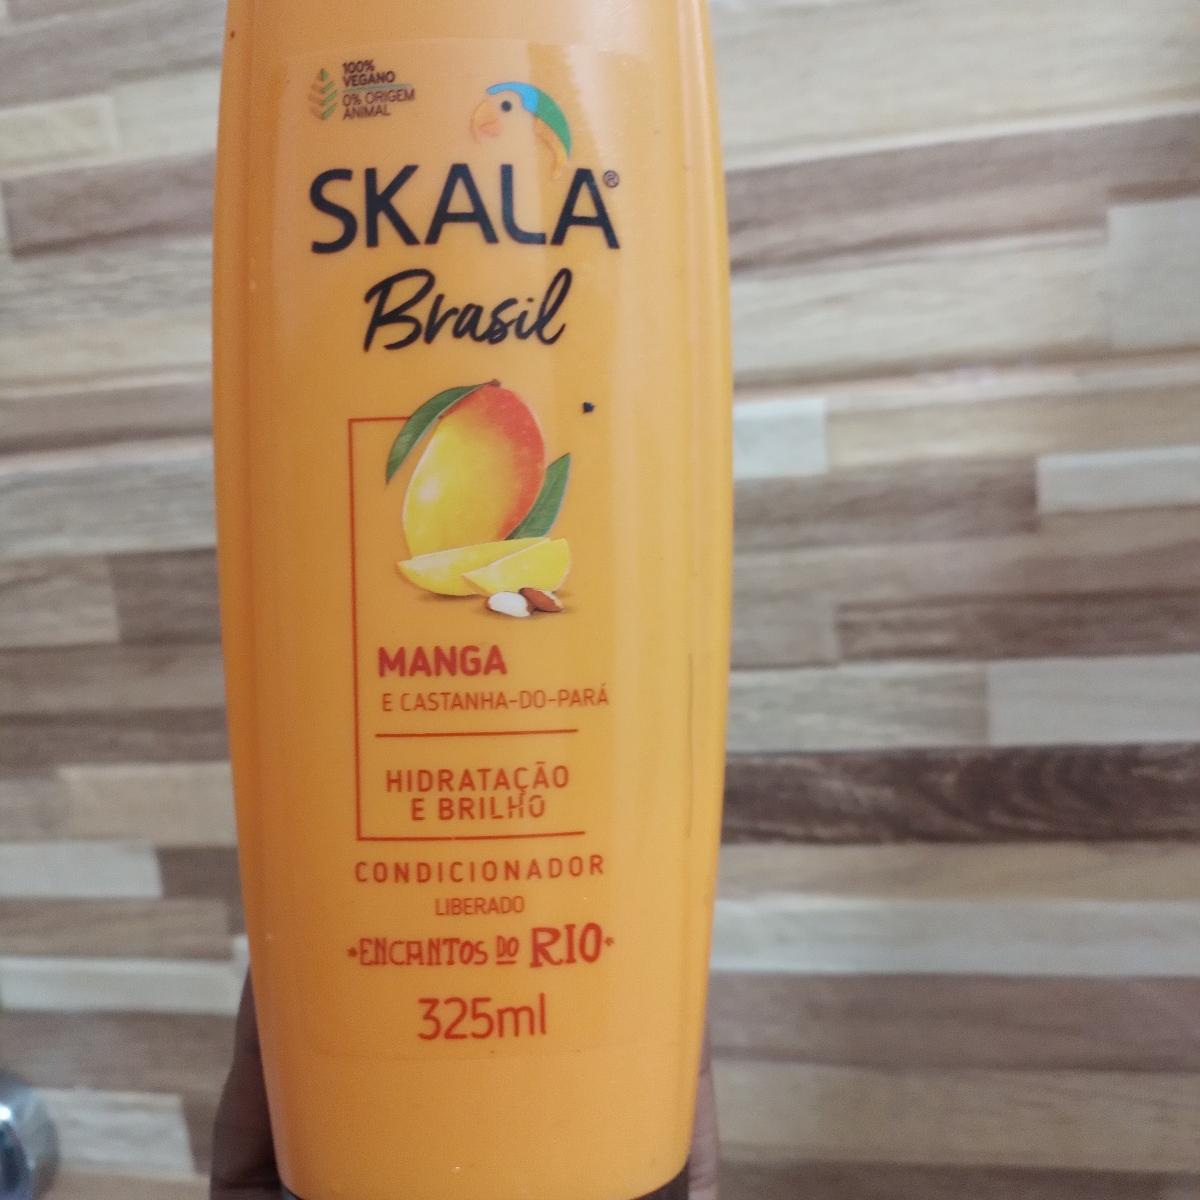 100%
VEGANO
0% ORIGEM
ANIMAL
SKALA®
Brasil
MANGA
E CASTANHA-DO-PARÁ
HIDRATAÇÃO
E BRILHO
CONDICIONADOR
LIBERADO
•ENCANTOS DO RIO•
325ml